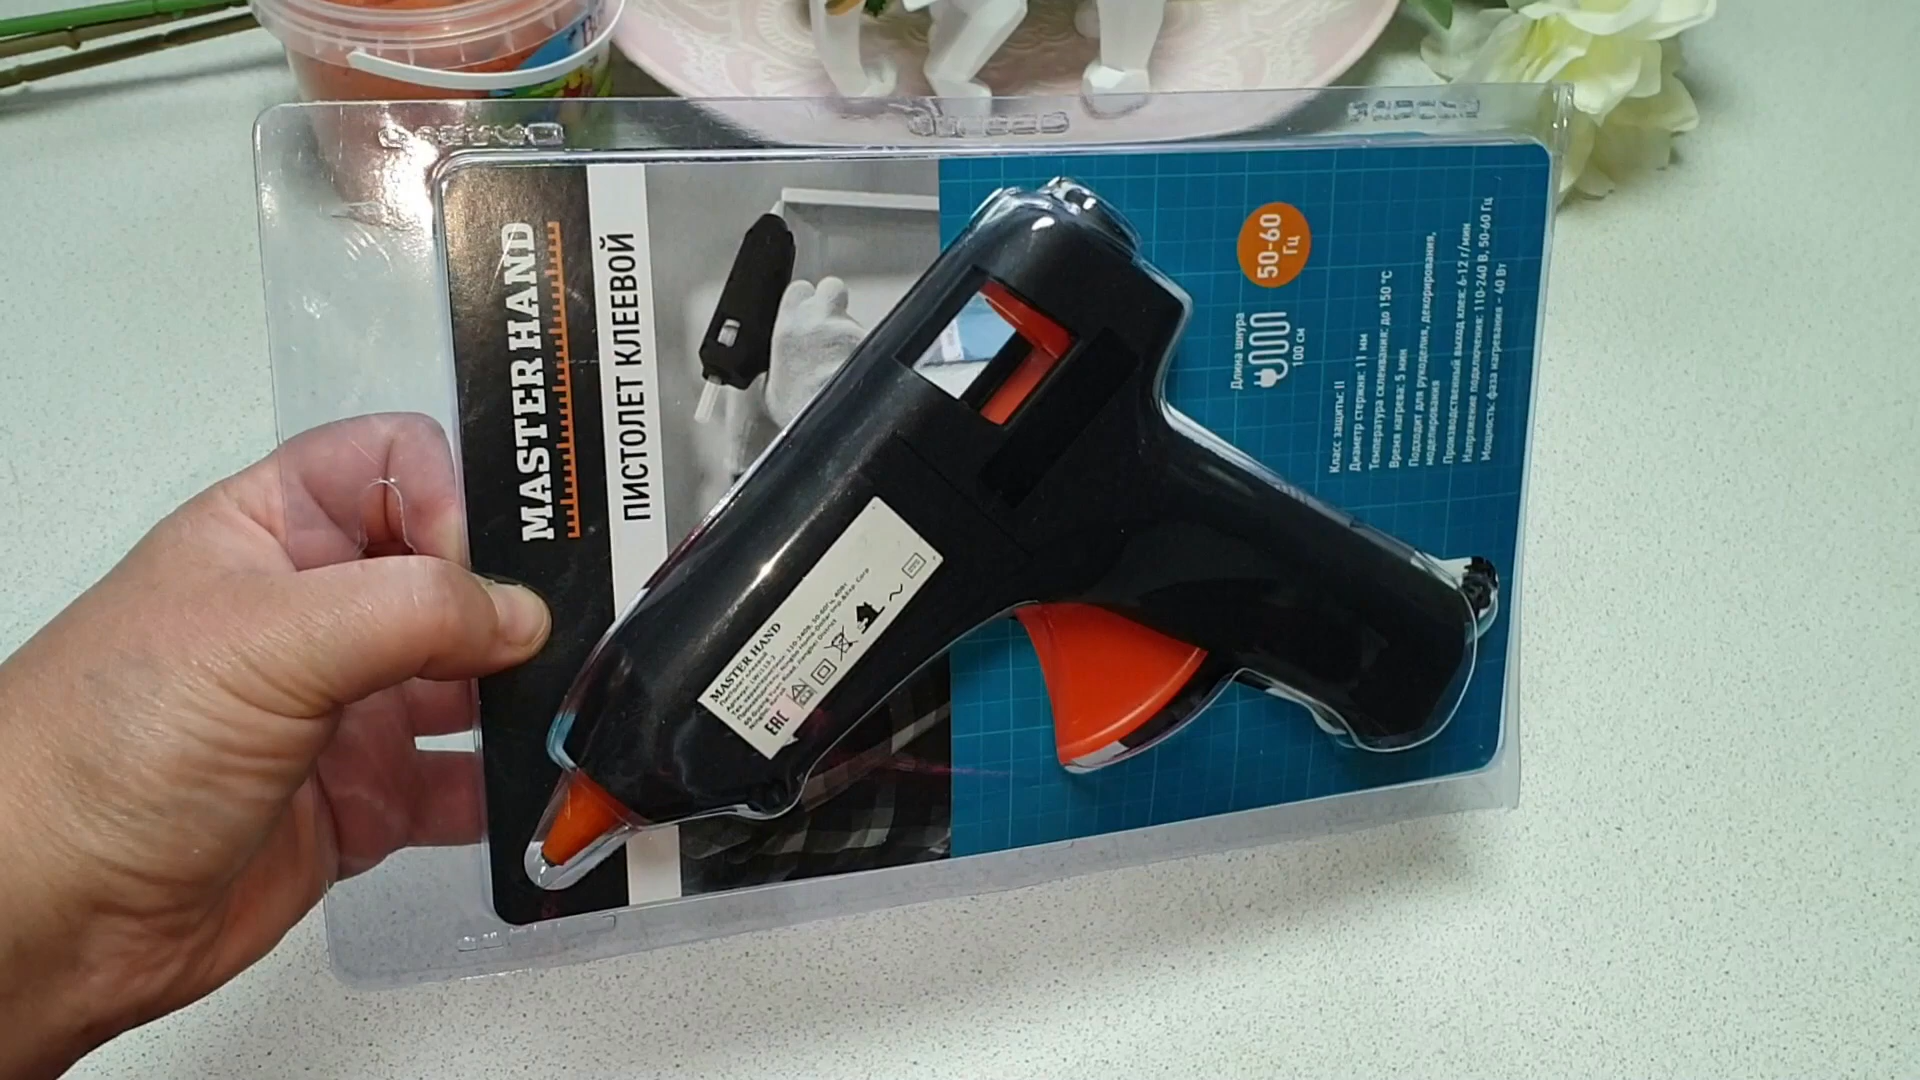 MASTER HAND
ПИСТОЛЕТ КЛЕЕВОЙ
50-60
Гц
Длина шнура
100 см
Класс защиты: II
Диаметр стержня: 11 мм
Температура склеивания: до 150 °С
Время нагрева: 5 мин
Подходит для рукоделия, декорирования,
моделирования
Производственный выход клея: 6-12 г/мин
Напряжение подключения: 110-240 В, 50-60 Гц
Мощность: фаза нагревания – 40 Вт
MASTER HAND
Пистолет клеевой
EAC